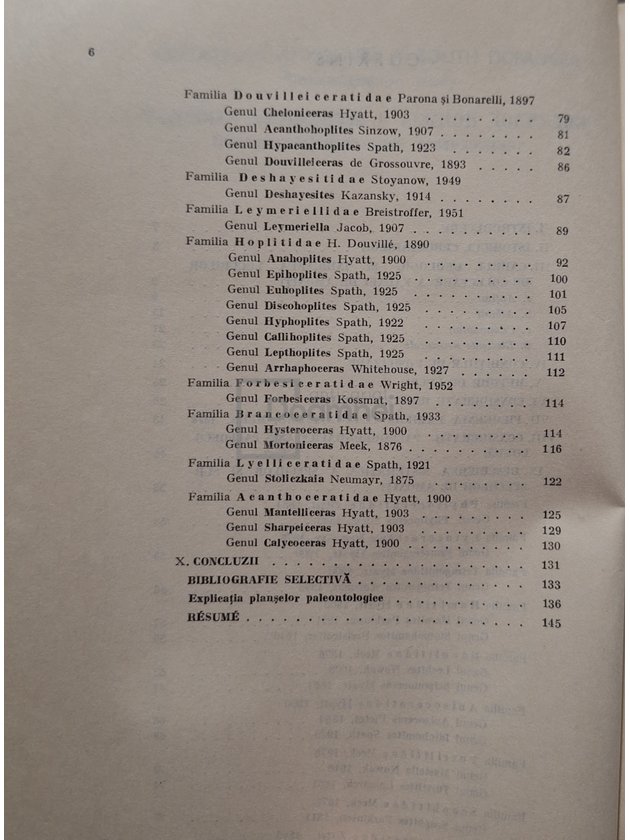 6
Familia Douvilleiceratidae Parona și Bonarelli, 1897
Genul Cheloniceras Hyatt, 1903 . . . . . . . . . 79
Genul Acanthohoplites Sinzow, 1907 . . . . . . . . 81
Genul Hypacanthoplites Spath, 1923 . . . . . . . . 82
Genul Douvilleiceras de Grossouvre, 1893 . . . . . 86
Familia Deshayesitidae Stoyanow, 1949
Genul Deshayesites Kazansky, 1914 . . . . . . . . 87
Familia Leymeriellidae Breistroffer, 1951
Genul Leymeriella Jacob, 1907 . . . . . . . . . . 89
Familia Hoplitidae H. Douvillé, 1890
Genul Anahoplites Hyatt, 1900 . . . . . . . . . 92
Genul Epihoplites Spath, 1925 . . . . . . . . . 100
Genul Euhoplites Spath, 1925 . . . . . . . . . 101
Genul Discohoplites Spath, 1925 . . . . . . . . 105
Genul Hyphoplites Spath, 1922 . . . . . . . . 107
Genul Callihoplites Spath, 1925 . . . . . . . . 110
Genul Lepthoplites Spath, 1925 . . . . . . . . 111
Genul Arrhaphoceras Whitehouse, 1927 . . . . . . 112
Familia Forbesiceratidae Wright, 1952
Genul Forbesiceras Kossmat, 1897 . . . . . . . . 114
Familia Brancoceratidae Spath, 1933
Genul Hysteroceras Hyatt, 1900 . . . . . . . . 114
Genul Mortoniceras Meek, 1876 . . . . . . . . . 116
Familia Lyelliceratidae Spath, 1921
Genul Stoliczkaia Neumayr, 1875 . . . . . . . . 122
Familia Acanthoceratidae Hyatt, 1900
Genul Mantelliceras Hyatt, 1903 . . . . . . . . 125
Genul Sharpeiceras Hyatt, 1903 . . . . . . . . 129
Genul Calycoceras Hyatt, 1900 . . . . . . . . . 130
X. CONCLUZII . . . . . . . . . . . . . . . . 131
BIBLIOGRAFIE SELECTIVĂ . . . . . . . . . . . 133
Explicația planșelor paleontologice . . . . . . . . . 136
RÉSUMÉ . . . . . . . . . . . . . . . . . . 145